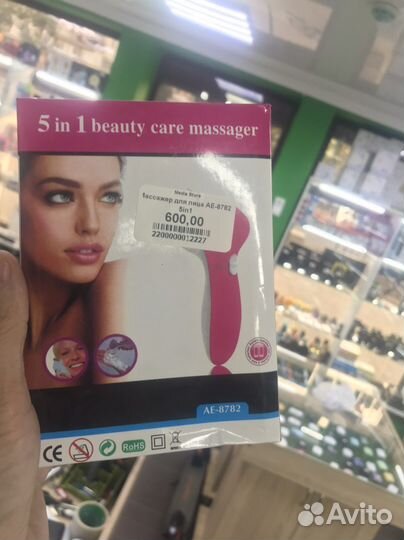 5 in 1 beauty care massager
Media Store
Массажер для лица AE-8782
5in1
600,00
2200000012227
AE-8782
CE
RoHS
Avito